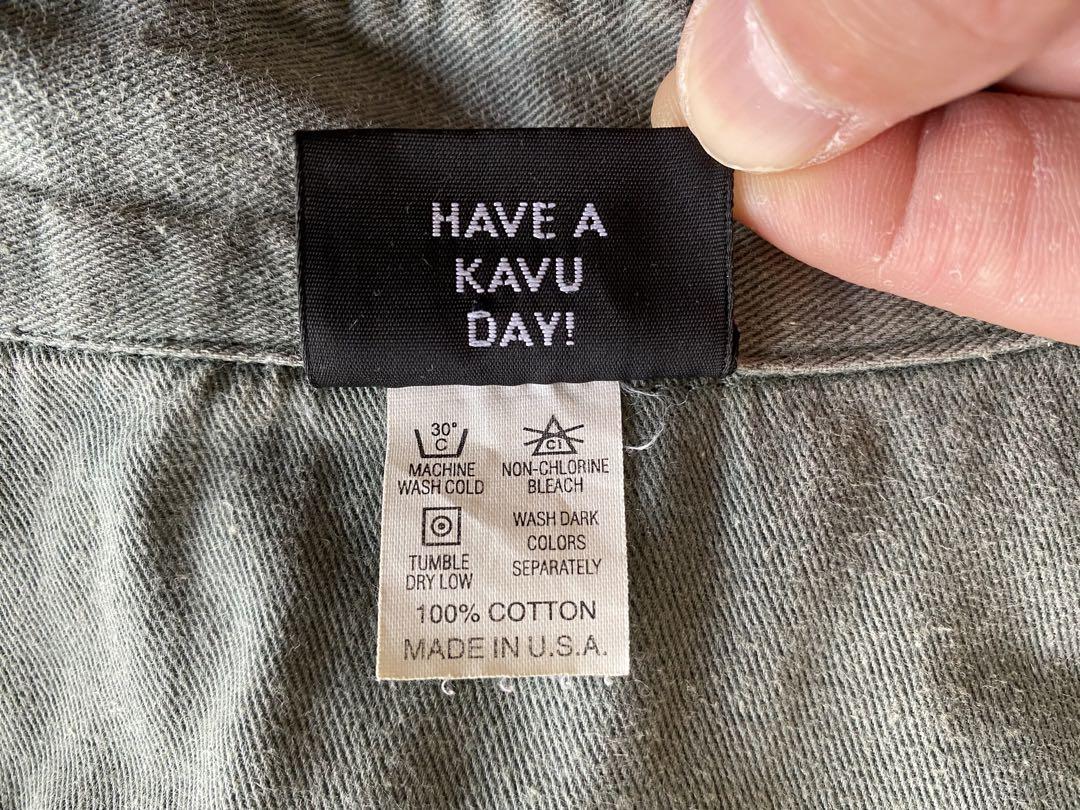 HAVE A
KAVU
DAY!
30°
C
MACHINE
WASH COLD
Cl
NON-CHLORINE
BLEACH
TUMBLE
DRY LOW
WASH DARK
COLORS
SEPARATELY
100% COTTON
MADE IN U.S.A.